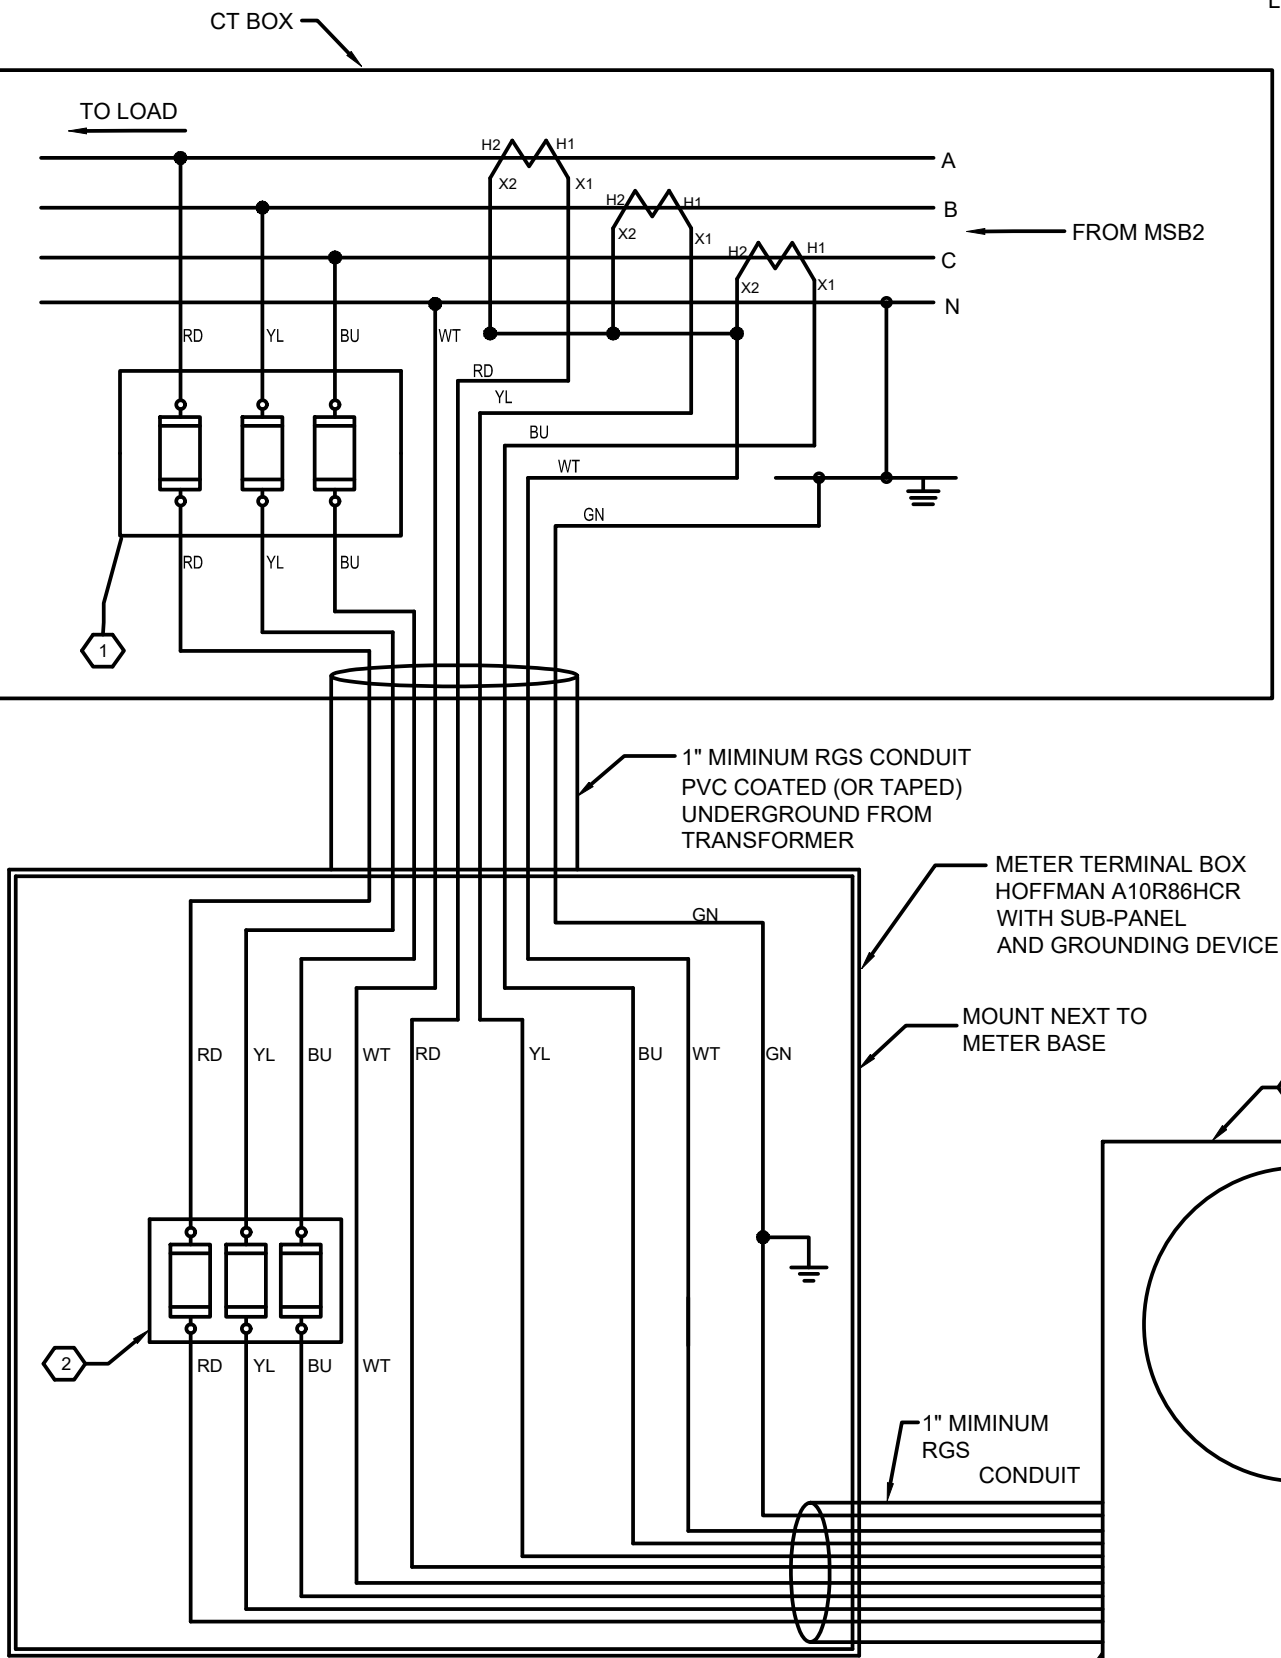 CT BOX
TO LOAD
H2 H1
A
X2 X1
H2 H1
B
X2 X1
FROM MSB2
H2 H1
C
X2 X1
N
RD YL BU WT
RD
YL
BU
WT
GN
RD YL BU
1
1" MIMINUM RGS CONDUIT
PVC COATED (OR TAPED)
UNDERGROUND FROM
TRANSFORMER
METER TERMINAL BOX
HOFFMAN A10R86HCR
WITH SUB-PANEL
AND GROUNDING DEVICE
GN
MOUNT NEXT TO
METER BASE
RD YL BU WT RD YL BU WT GN
2
RD YL BU WT
1" MIMINUM
RGS
CONDUIT